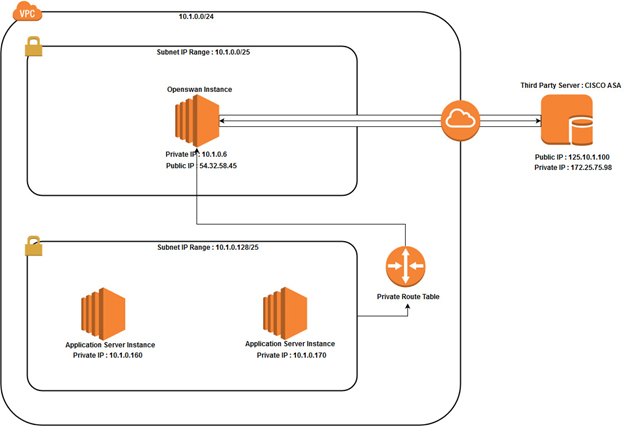 VPC
10.1.0.0/24
Subnet IP Range : 10.1.0.0/25
Openswan Instance
Private IP : 10.1.0.6
Public IP : 54.32.58.45
Third Party Server : CISCO ASA
Public IP : 125.10.1.100
Private IP : 172.25.75.98
Subnet IP Range : 10.1.0.128/25
Private Route Table
Application Server Instance
Private IP : 10.1.0.160
Application Server Instance
Private IP : 10.1.0.170